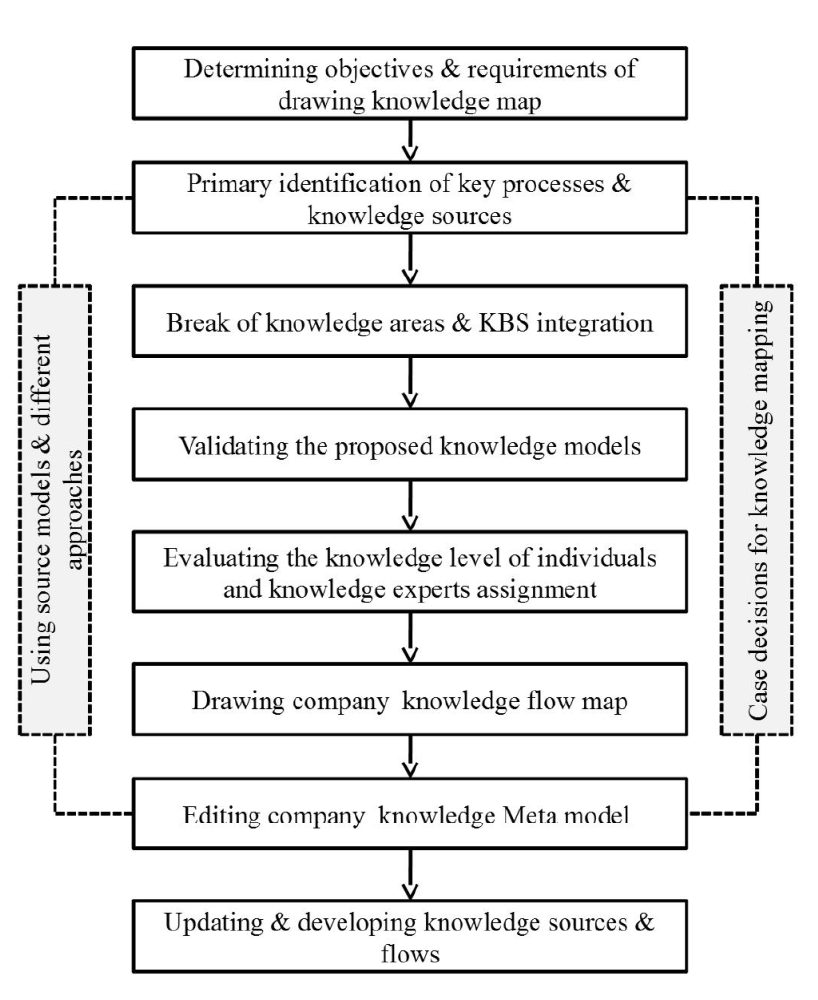 Determining objectives & requirements of
drawing knowledge map
Primary identification of key processes &
knowledge sources
Break of knowledge areas & KBS integration
Validating the proposed knowledge models
Evaluating the knowledge level of individuals
and knowledge experts assignment
Drawing company knowledge flow map
Editing company knowledge Meta model
Updating & developing knowledge sources &
flows
Using source models & different
approaches
Case decisions for knowledge mapping